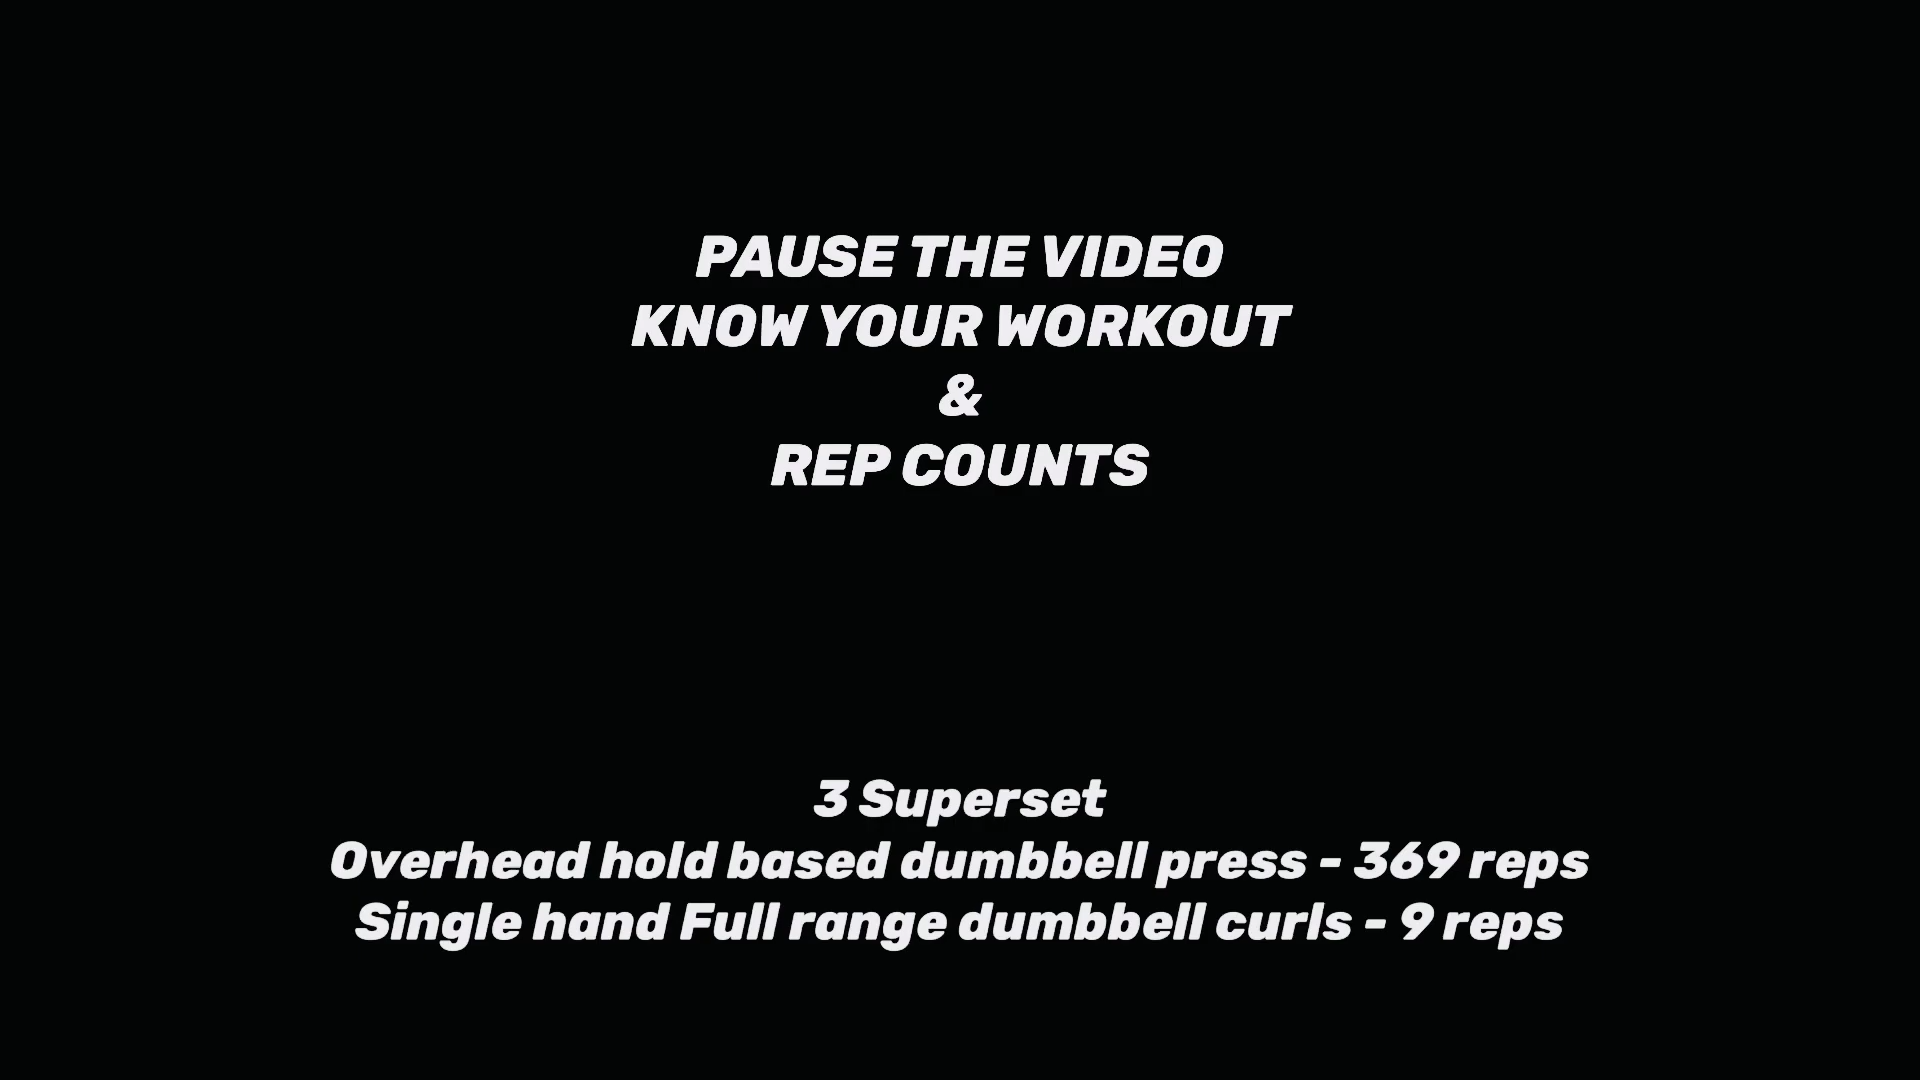 PAUSE THE VIDEO
KNOW YOUR WORKOUT
&
REP COUNTS
3 Superset
Overhead hold based dumbbell press - 369 reps
Single hand Full range dumbbell curls - 9 reps